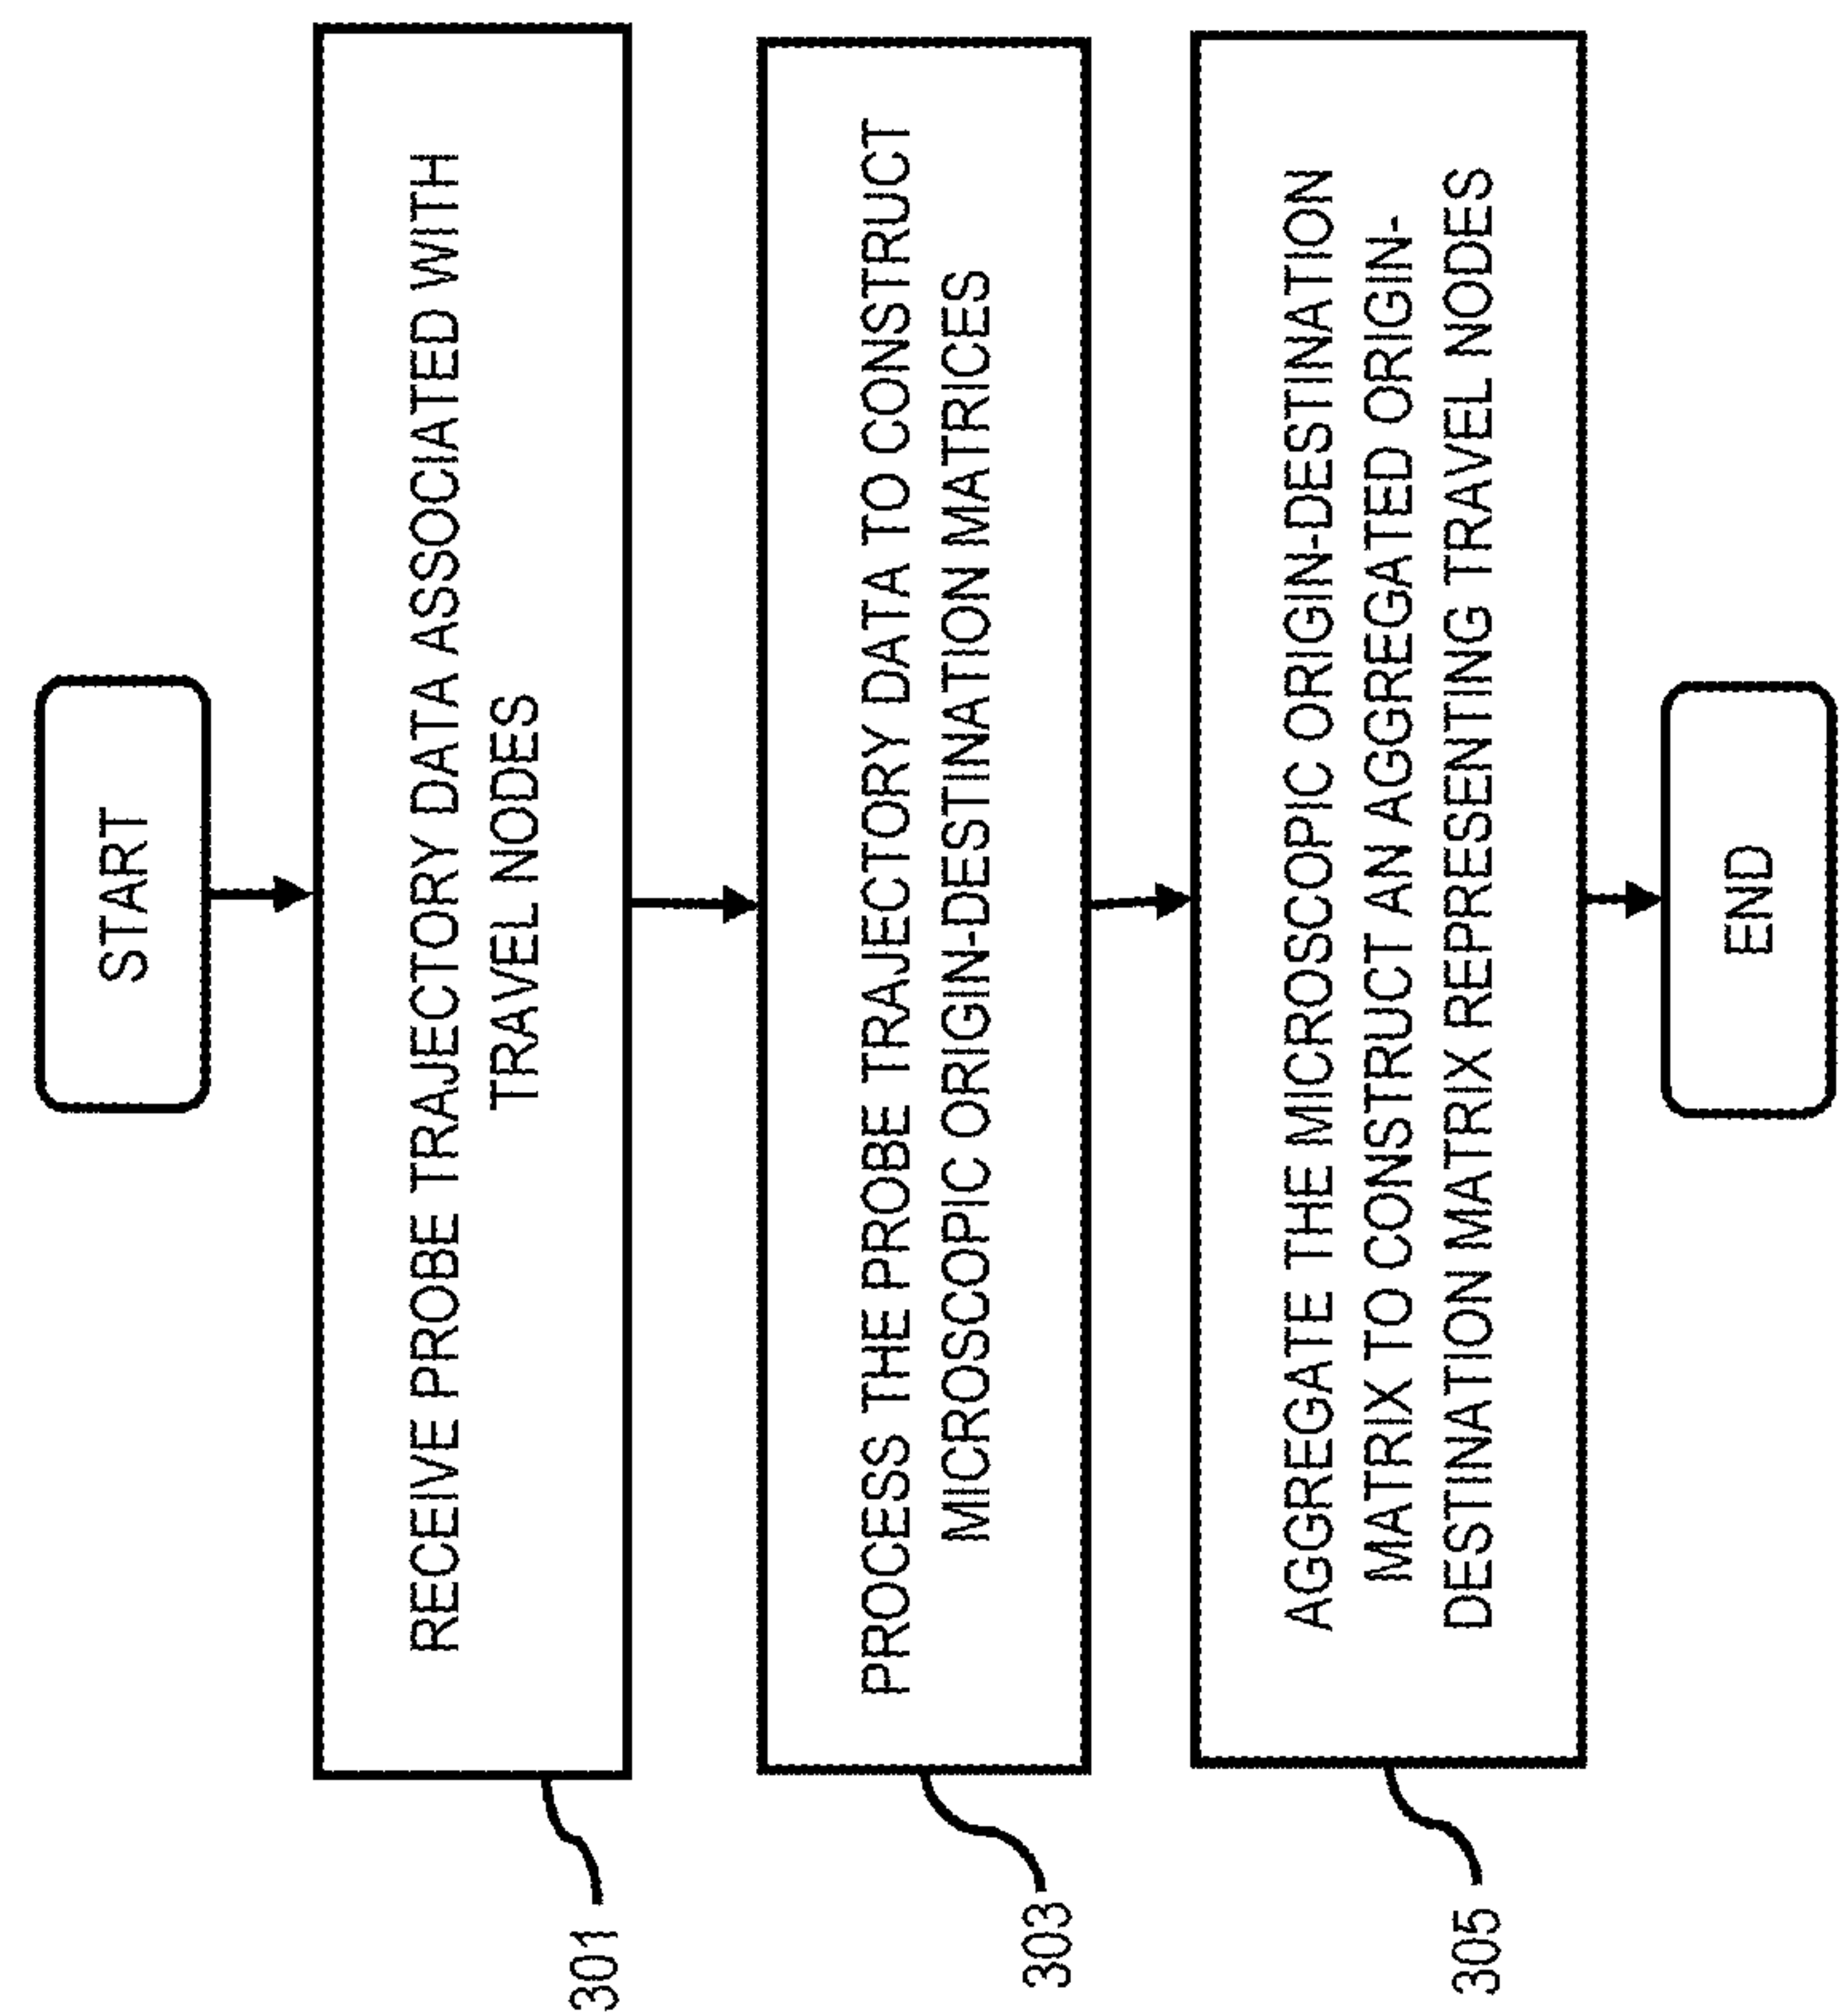 START
RECEIVE PROBE TRAJECTORY DATA ASSOCIATED WITH
TRAVEL NODES
301
PROCESS THE PROBE TRAJECTORY DATA TO CONSTRUCT
MICROSCOPIC ORIGIN-DESTINATION MATRICES
303
AGGREGATE THE MICROSCOPIC ORIGIN-DESTINATION
MATRIX TO CONSTRUCT AN AGGREGATED ORIGIN-
DESTINATION MATRIX REPRESENTING TRAVEL NODES
305
END